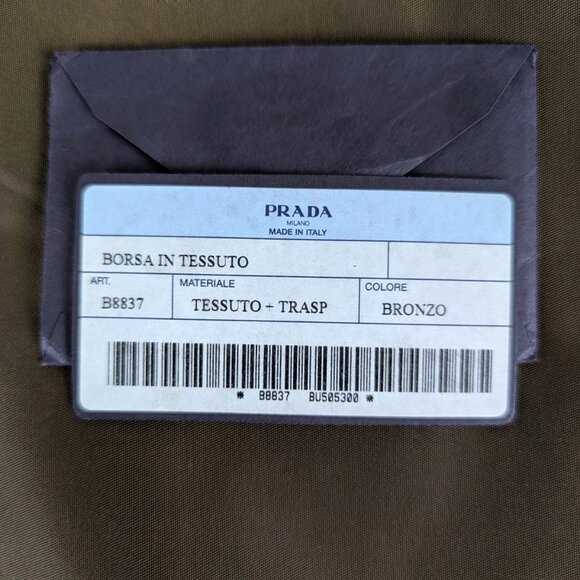 PRADA
MILANO
MADE IN ITALY
BORSA IN TESSUTO
ART. MATERIALE COLORE
B8837 TESSUTO + TRASP BRONZO
* B8837 BU505300 *